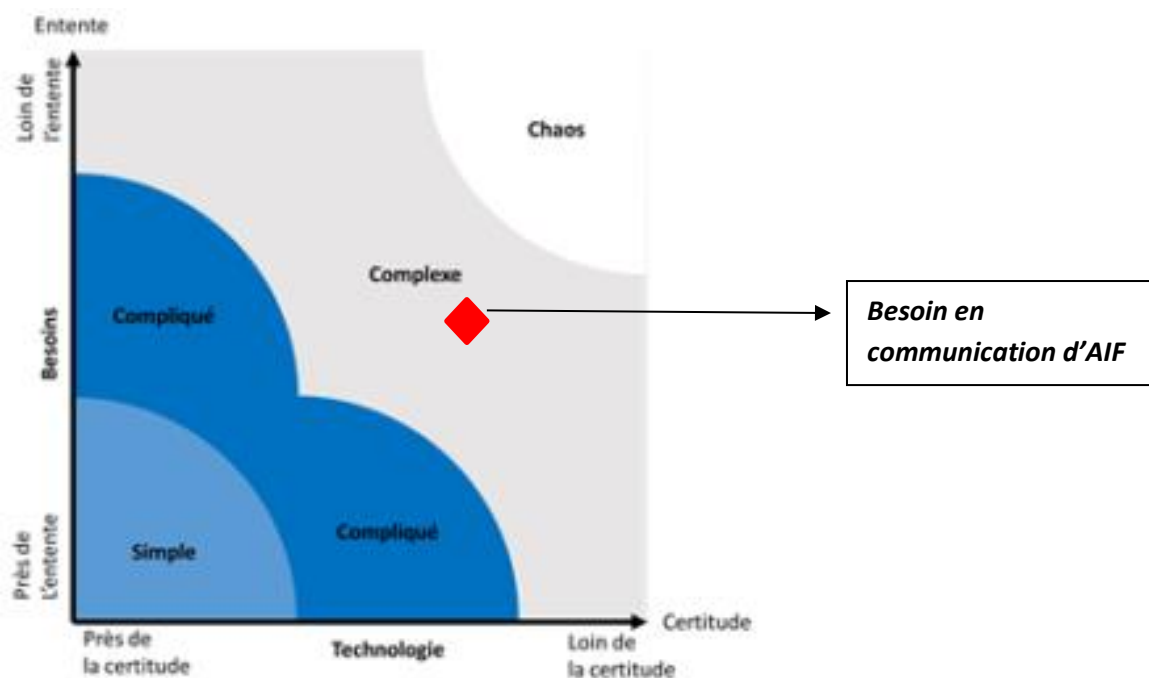 Entente
Loin de
l'entente
Chaos
Complexe
Compliqué
Besoins
Besoin en
communication d'AIF
Près de
L'entente
Simple
Compliqué
Certitude
Près de
la certitude
Technologie
Loin de
la certitude